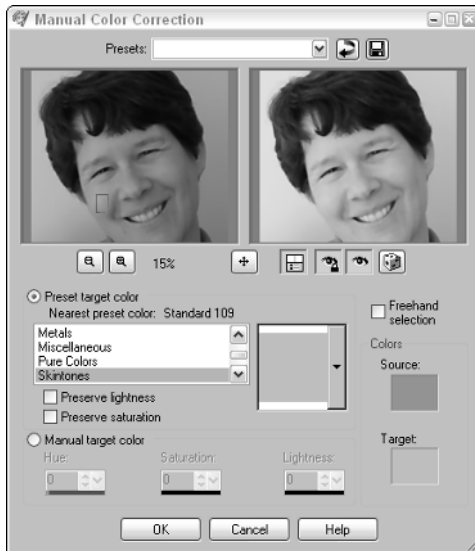 Manual Color Correction
Presets:
15%
Preset target color
Nearest preset color: Standard 109
Metals
Miscellaneous
Pure Colors
Skintones
Preserve lightness
Preserve saturation
Freehand selection
Colors
Source:
Target:
Manual target color
Hue: Saturation: Lightness:
0 0 0
OK Cancel Help